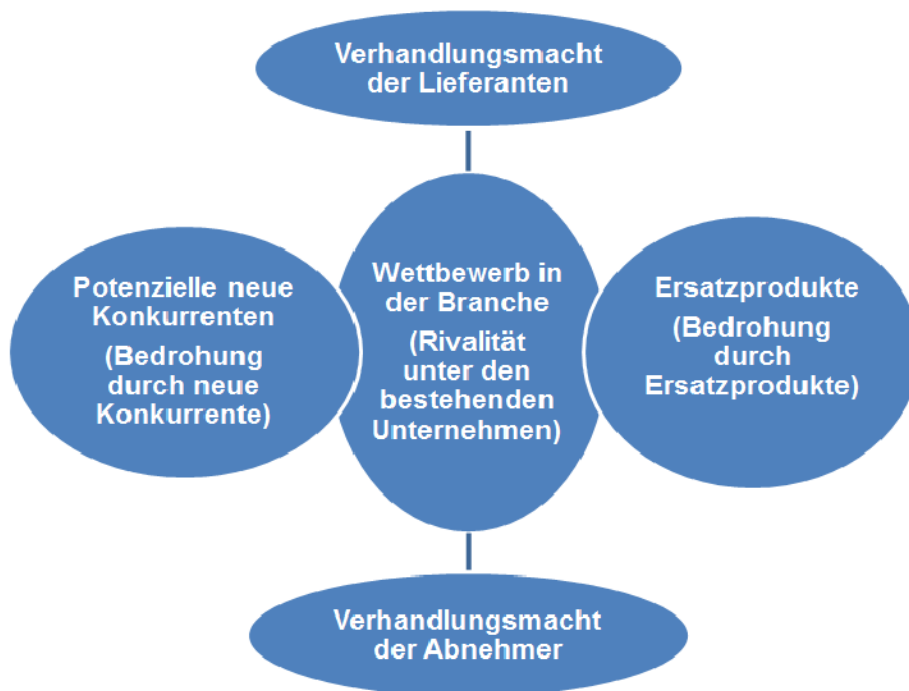 Verhandlungsmacht
der Lieferanten
Potenzielle neue
Konkurrenten
(Bedrohung
durch neue
Konkurrente)
Wettbewerb in
der Branche
(Rivalität
unter den
bestehenden
Unternehmen)
Ersatzprodukte
(Bedrohung
durch
Ersatzprodukte)
Verhandlungsmacht
der Abnehmer